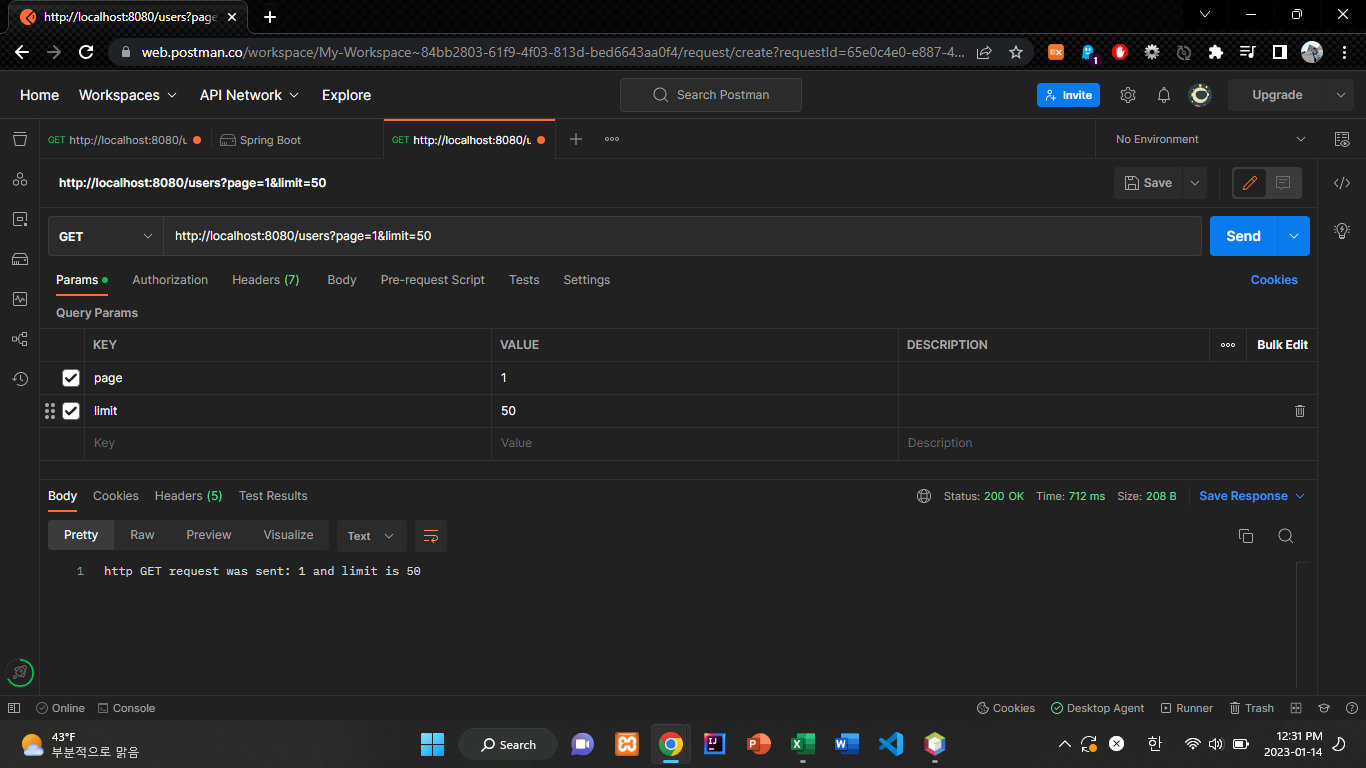 http://localhost:8080/users?page
web.postman.co/workspace/My-Workspace~84bb2803-61f9-4f03-813d-bed6643aa0f4/request/create?requestId=65e0c4e0-e887-4...
EX
1
Home Workspaces API Network Explore
Search Postman
Invite
Upgrade
GET http://localhost:8080/u
Spring Boot
GET http://localhost:8080/u
No Environment
http://localhost:8080/users?page=1&limit=50
Save
GET http://localhost:8080/users?page=1&limit=50
Send
Params Authorization Headers (7) Body Pre-request Script Tests Settings Cookies
Query Params
KEY VALUE DESCRIPTION Bulk Edit
page 1
limit 50
Key Value Description
Body Cookies Headers (5) Test Results
Status: 200 OK Time: 712 ms Size: 208 B Save Response
Pretty Raw Preview Visualize Text
1 http GET request was sent: 1 and limit is 50
Online Console Cookies Desktop Agent Runner Trash
43°F
부분적으로 맑음
Search
한
12:31 PM
2023-01-14